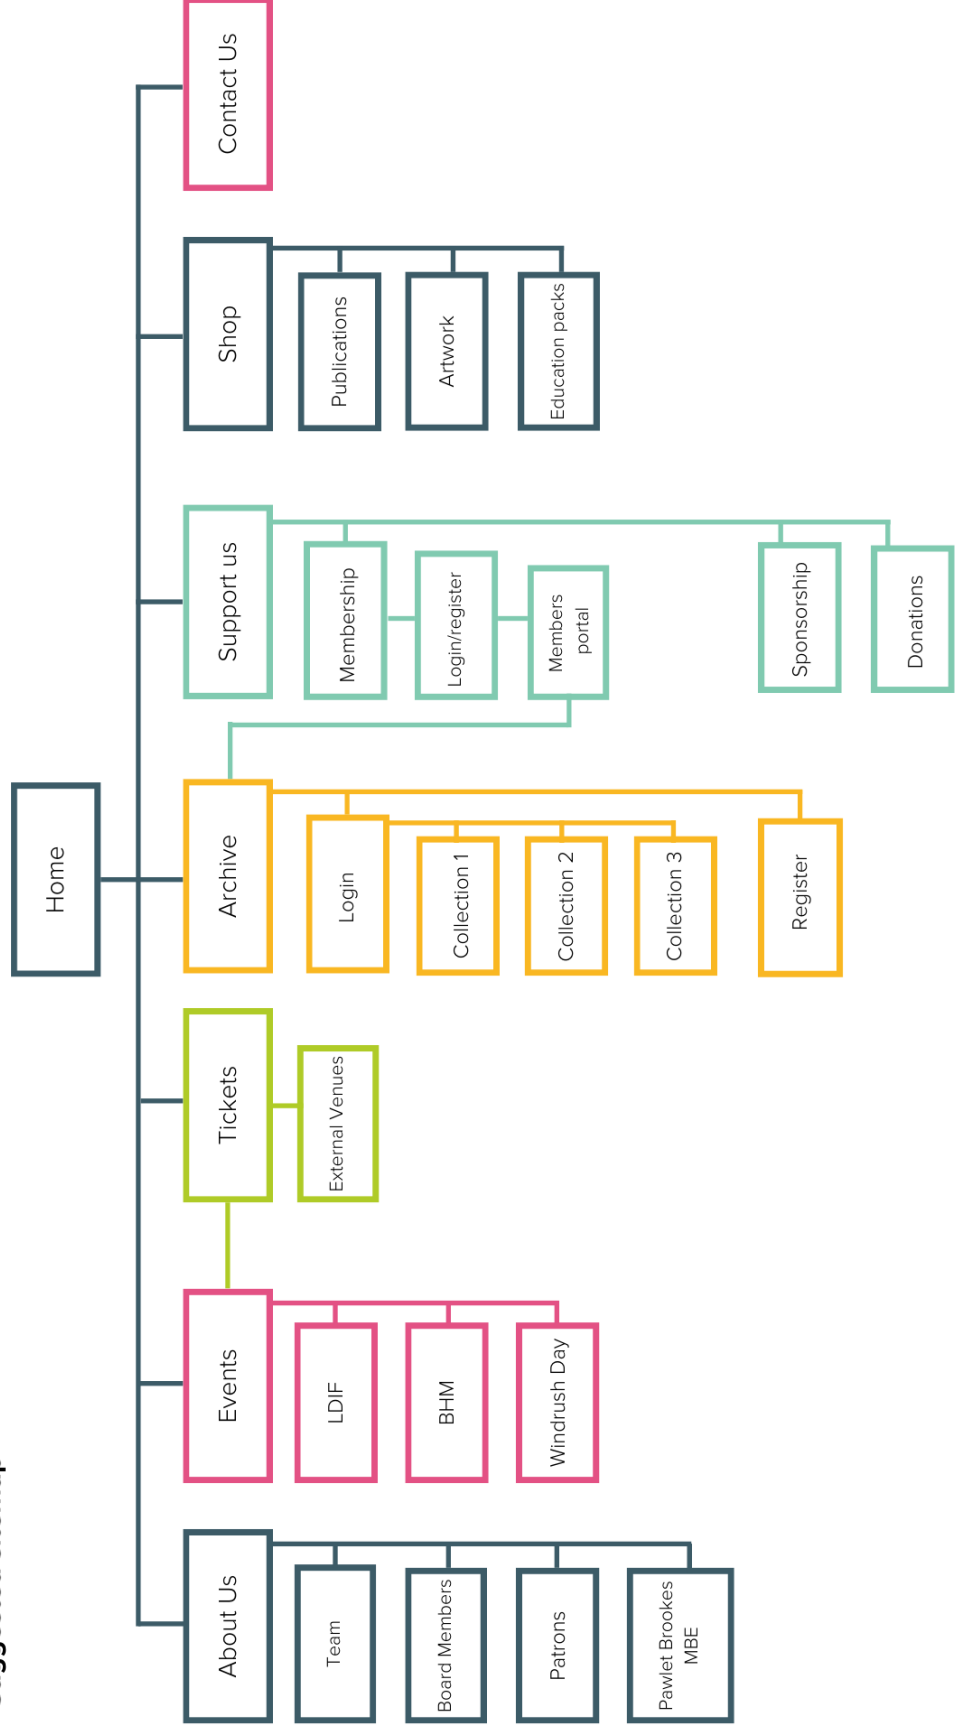 Home
About Us
Events
Tickets
Archive
Support us
Shop
Contact Us
Team
Board Members
Patrons
Pawlet Brookes
MBE
LDIF
BHM
Windrush Day
External Venues
Login
Collection 1
Collection 2
Collection 3
Register
Membership
Login/register
Members
portal
Sponsorship
Donations
Publications
Artwork
Education packs